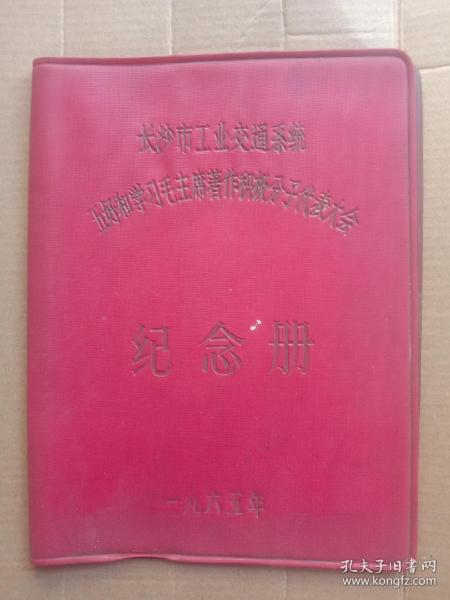 长沙市工业交通系统
五好和学习毛主席著作积极分子代表大会
纪念册
一九六五年
孔夫子旧书网
www.kongfz.com